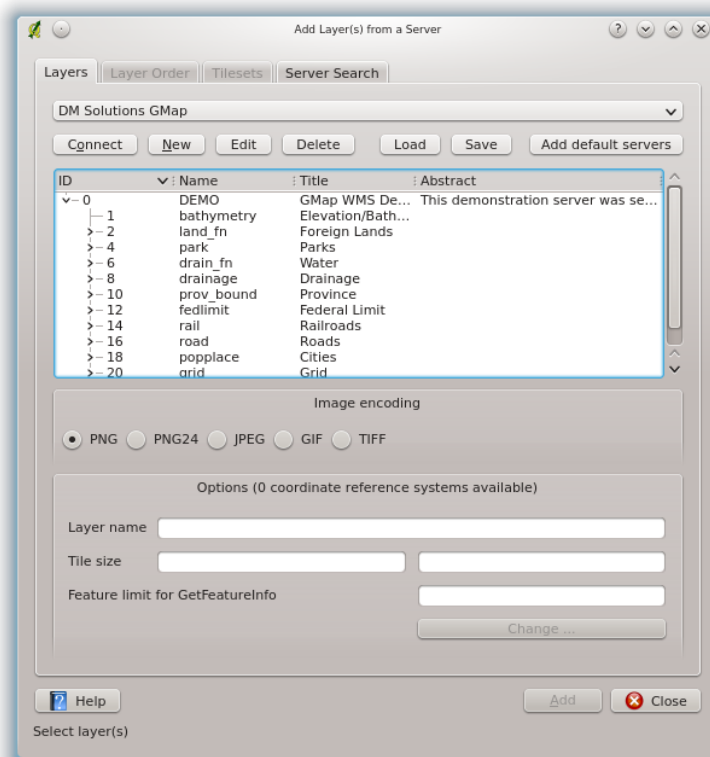 Add Layer(s) from a Server
Layers Layer Order Tilesets Server Search
DM Solutions GMap
Connect New Edit Delete Load Save Add default servers
ID Name Title Abstract
0 DEMO GMap WMS De... This demonstration server was se...
1 bathymetry Elevation/Bath...
2 land_fn Foreign Lands
4 park Parks
6 drain_fn Water
8 drainage Drainage
10 prov_bound Province
12 fedlimit Federal Limit
14 rail Railroads
16 road Roads
18 popplace Cities
20 grid Grid
Image encoding
PNG PNG24 JPEG GIF TIFF
Options (0 coordinate reference systems available)
Layer name
Tile size
Feature limit for GetFeatureInfo
Change ...
Help Add Close
Select layer(s)